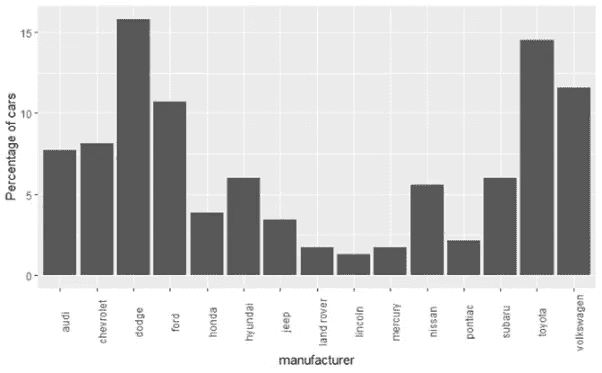 Percentage of cars
15
10
5
0
audi
chevrolet
dodge
ford
honda
hyundai
jeep
land rover
lincoln
mercury
nissan
pontiac
subaru
toyota
volkswagen
manufacturer